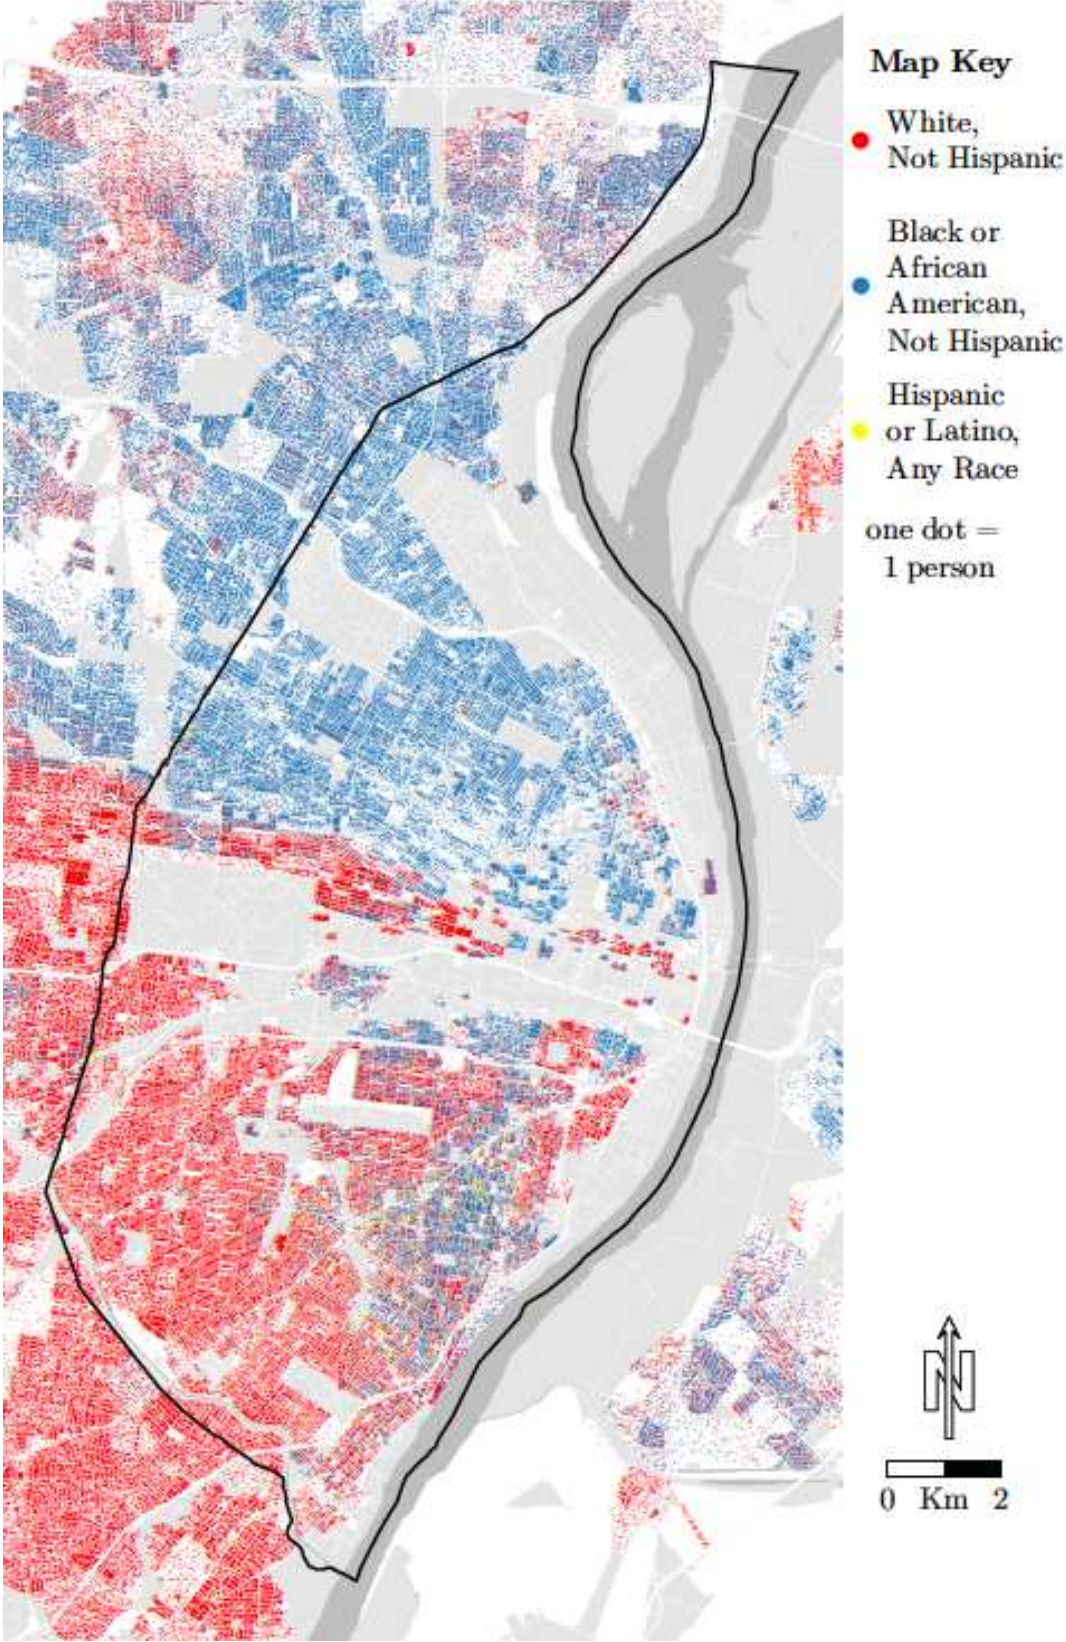 Map Key
White,
Not Hispanic
Black or
African
American,
Not Hispanic
Hispanic
or Latino,
Any Race
one dot =
1 person
N
0 Km 2